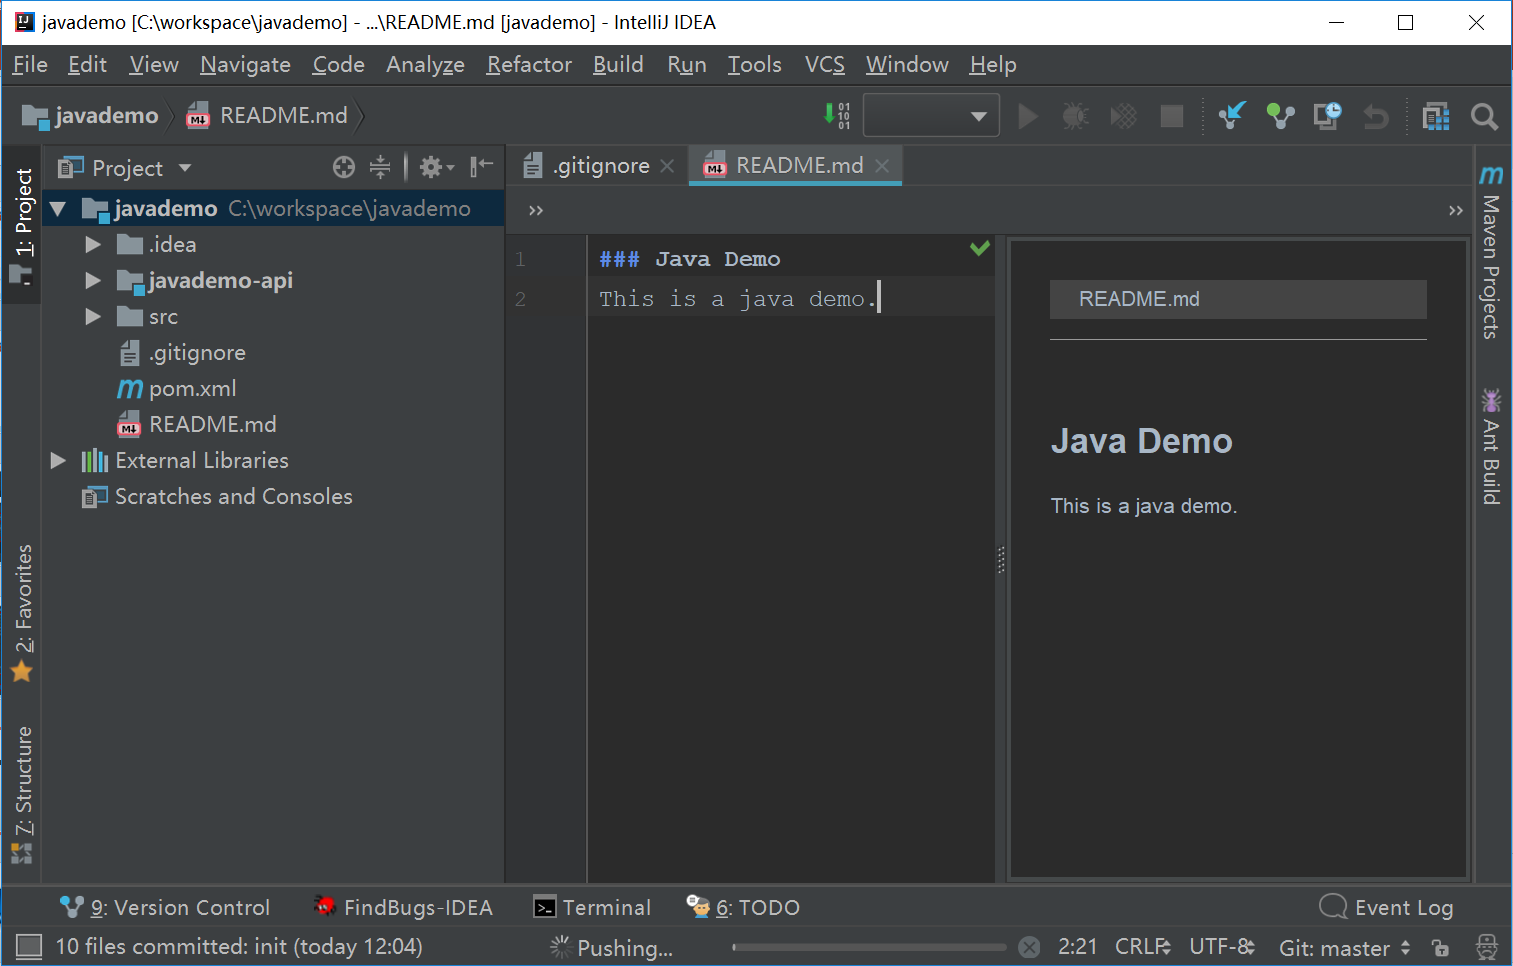 javademo [C:\workspace\javademo] - ...\README.md [javademo] - IntelliJ IDEA
File Edit View Navigate Code Analyze Refactor Build Run Tools VCS Window Help
javademo README.md
1: Project
Project
javademo C:\workspace\javademo
.idea
javademo-api
src
.gitignore
pom.xml
README.md
External Libraries
Scratches and Consoles
2: Favorites
7: Structure
.gitignore README.md
1 ### Java Demo
2 This is a java demo.
README.md
Java Demo
This is a java demo.
Maven Projects
Ant Build
9: Version Control FindBugs-IDEA Terminal 6: TODO Event Log
10 files committed: init (today 12:04) Pushing... 2:21 CRLF UTF-8 Git: master